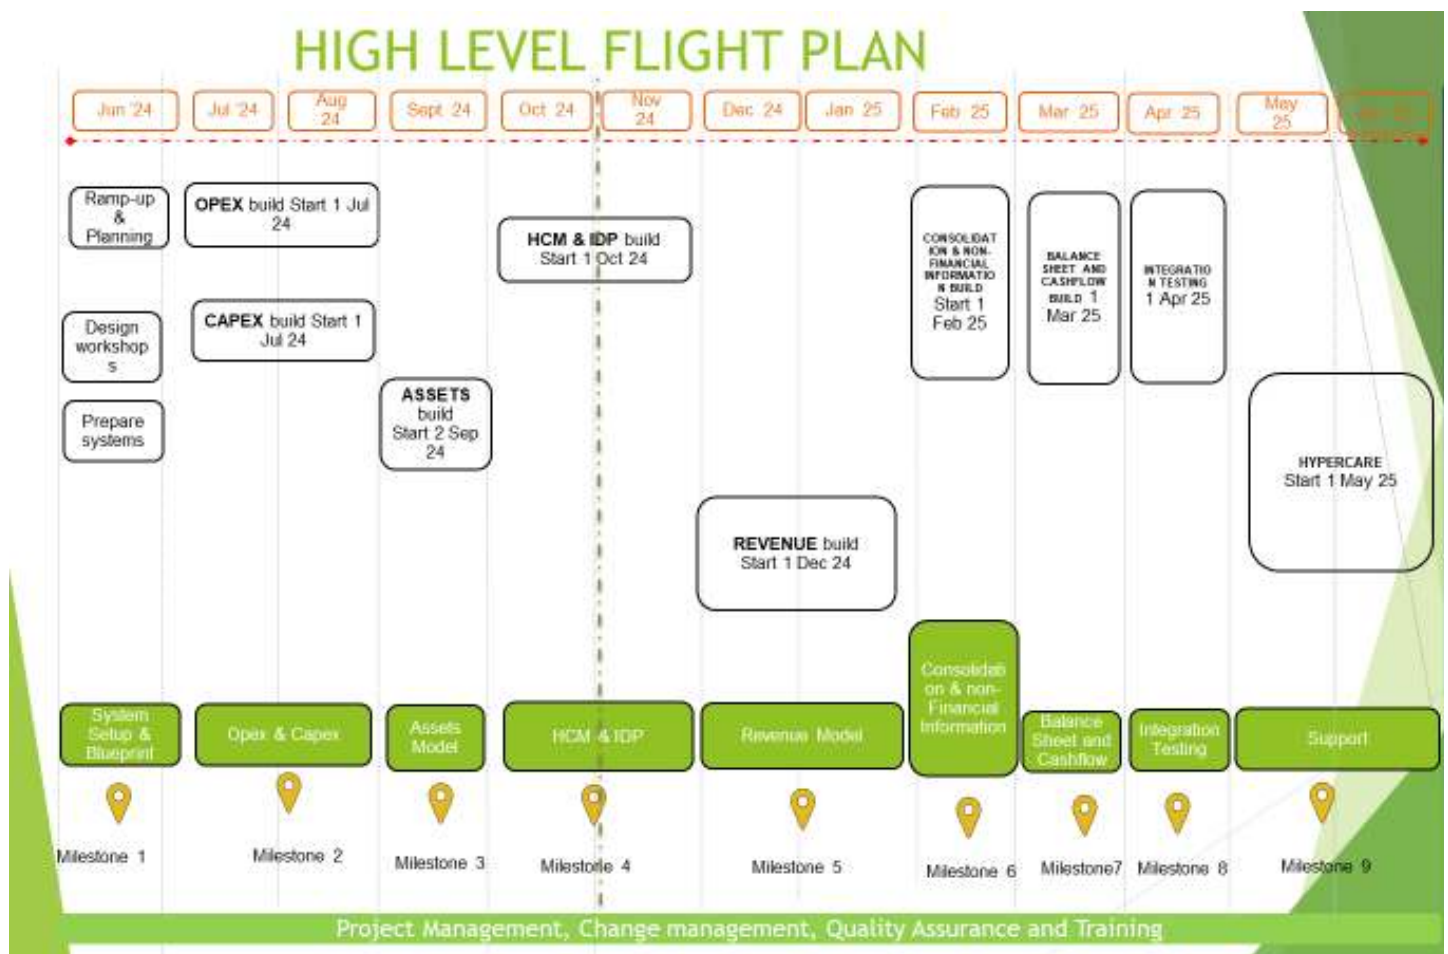 HIGH LEVEL FLIGHT PLAN
Jun '24
Jul '24
Aug
24
Sept 24
Oct 24
Nov
24
Dec 24
Jan 25
Feb 25
Mar 25
Apr 25
May
25
Ramp-up
&
Planning
OPEX build Start 1 Jul
24
HCM & IDP build
Start 1 Oct 24
CONSOLIDAT
ION & NON-
FINANCIAL
INFORMATIO
N BUILD
Start 1
Feb 25
BALANCE
SHEET AND
CASHFLOW
BUILD 1
Mar 25
INTEGRATIO
N TESTING
1 Apr 25
Design
workshop
s
CAPEX build Start 1
Jul 24
Prepare
systems
ASSETS
build
Start 2 Sep
24
HYPERCARE
Start 1 May 25
REVENUE build
Start 1 Dec 24
System
Setup &
Blueprint
Opex & Capex
Assets
Model
HCM & IDP
Revenue Model
Consolidati
on & non-
Financial
Information
Balance
Sheet and
Cashflow
Integration
Testing
Support
Milestone 1
Milestone 2
Milestone 3
Milestone 4
Milestone 5
Milestone 6
Milestone7
Milestone 8
Milestone 9
Project Management, Change management, Quality Assurance and Training